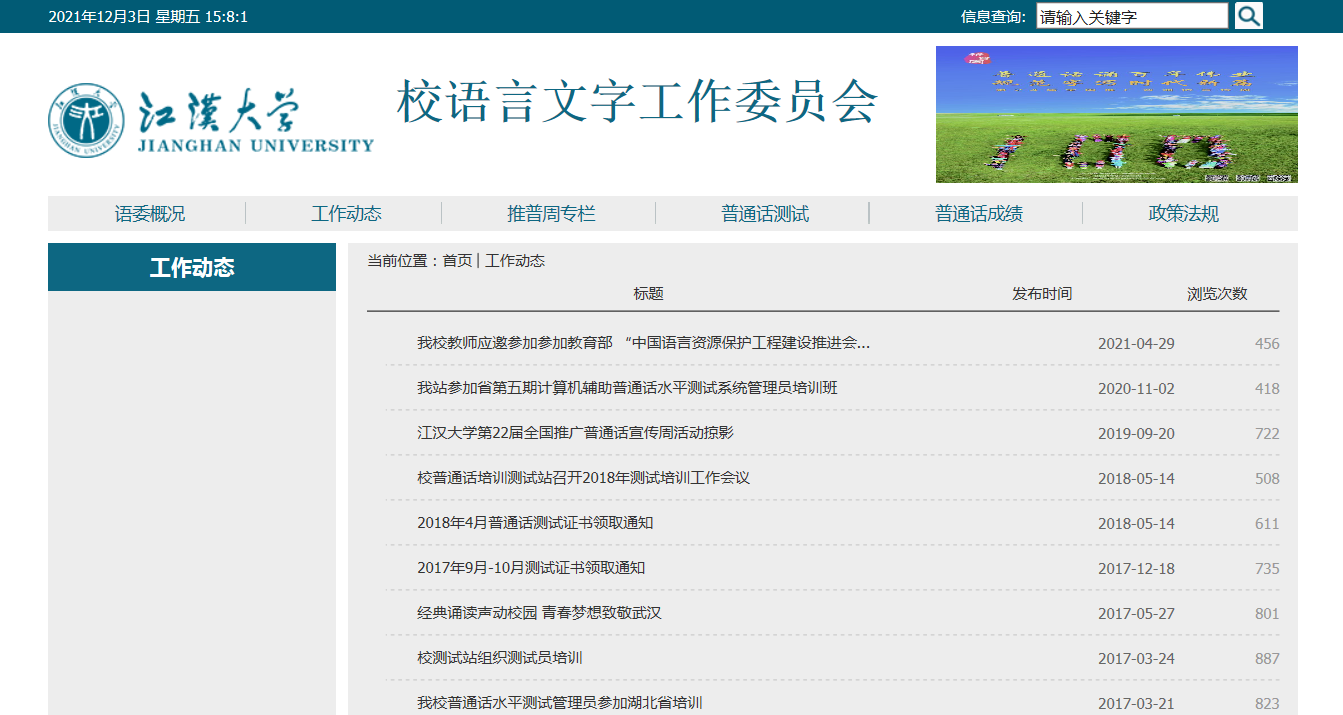 2021年12月3日 星期五 15:8:1 信息查询: 请输入关键字
江漢大学
JIANGHAN UNIVERSITY
校语言文字工作委员会
100
语委概况 工作动态 推普周专栏 普通话测试 普通话成绩 政策法规
工作动态
当前位置：首页 | 工作动态
标题 发布时间 浏览次数
我校教师应邀参加参加教育部 “中国语言资源保护工程建设推进会... 2021-04-29 456
我站参加省第五期计算机辅助普通话水平测试系统管理员培训班 2020-11-02 418
江汉大学第22届全国推广普通话宣传周活动掠影 2019-09-20 722
校普通话培训测试站召开2018年测试培训工作会议 2018-05-14 508
2018年4月普通话测试证书领取通知 2018-05-14 611
2017年9月-10月测试证书领取通知 2017-12-18 735
经典诵读声动校园 青春梦想致敬武汉 2017-05-27 801
校测试站组织测试员培训 2017-03-24 887
我校普通话水平测试管理员参加湖北省培训 2017-03-21 823